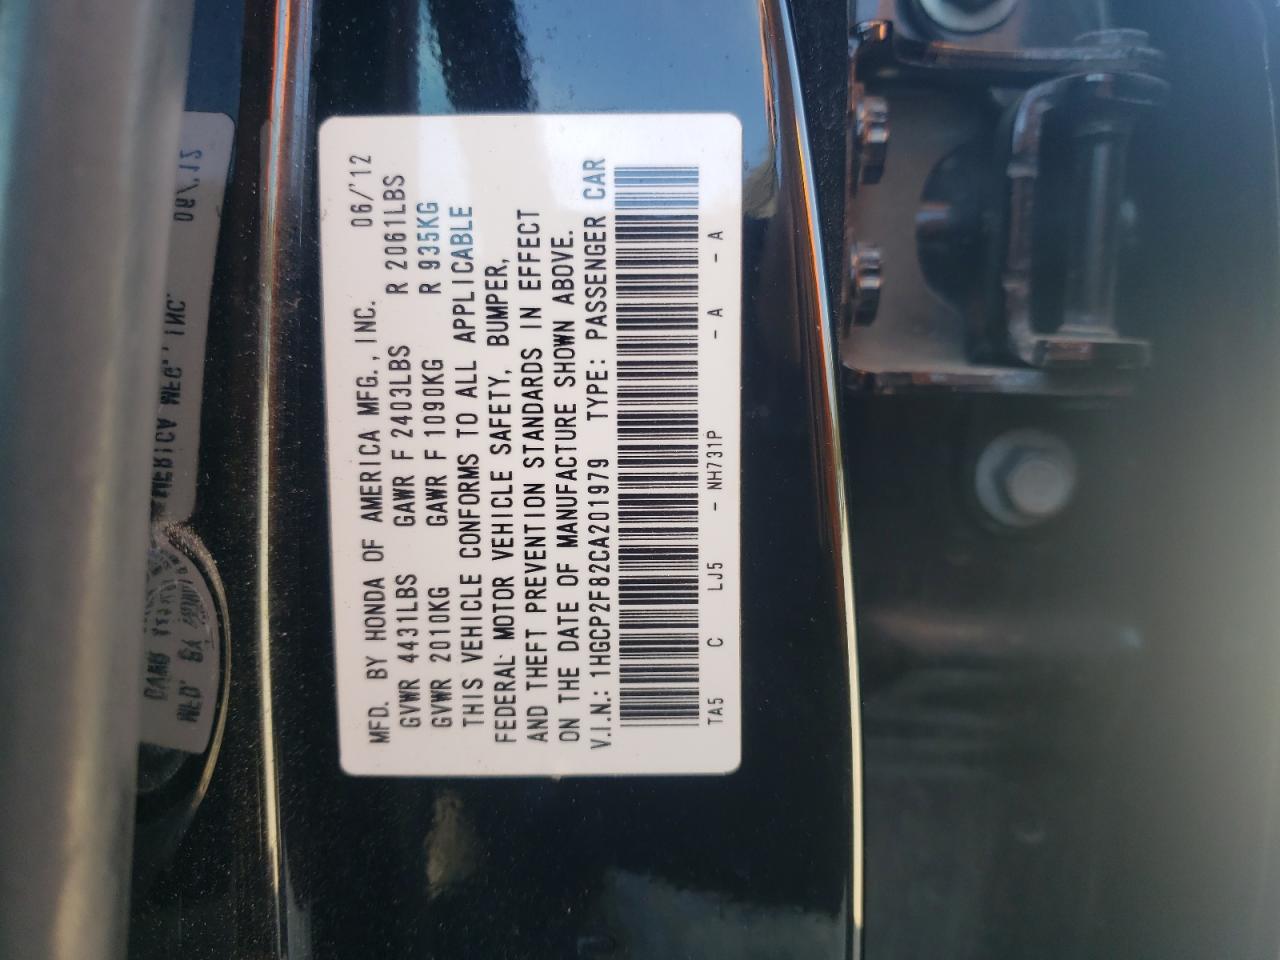 MFD. BY HONDA OF AMERICA MFG., INC. 06/'12
GVWR 4431LBS GAWR F 2403LBS R 2061LBS
GVWR 2010KG GAWR F 1090KG R 935KG
THIS VEHICLE CONFORMS TO ALL APPLICABLE
FEDERAL MOTOR VEHICLE SAFETY, BUMPER,
AND THEFT PREVENTION STANDARDS IN EFFECT
ON THE DATE OF MANUFACTURE SHOWN ABOVE.
V.I.N.: 1HGCP2F82CA201979 TYPE: PASSENGER CAR
TA5 C LJ5 - NH731P - A - A